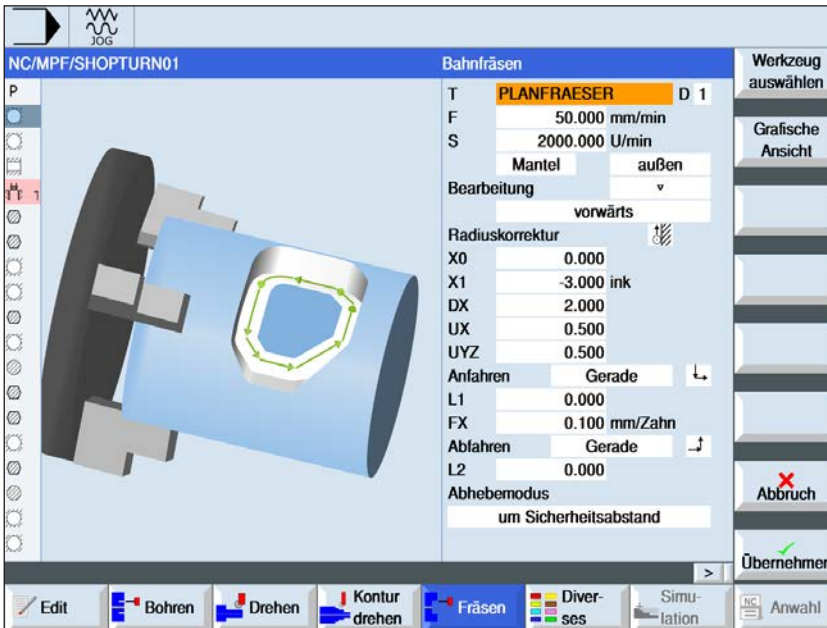 JOG
NC/MPF/SHOPTURN01
Bahnfräsen
P
T PLANFRAESER D 1
F 50.000 mm/min
S 2000.000 U/min
Mantel außen
Bearbeitung ▿
vorwärts
Radiuskorrektur
X0 0.000
X1 -3.000 ink
DX 2.000
UX 0.500
UYZ 0.500
Anfahren Gerade
L1 0.000
FX 0.100 mm/Zahn
Abfahren Gerade
L2 0.000
Abhebemodus
um Sicherheitsabstand
>
Werkzeug
auswählen
Grafische
Ansicht
Abbruch
Übernehmen
Edit
Bohren
Drehen
Kontur
drehen
Fräsen
Diver-
ses
Simu-
lation
NC
Anwahl